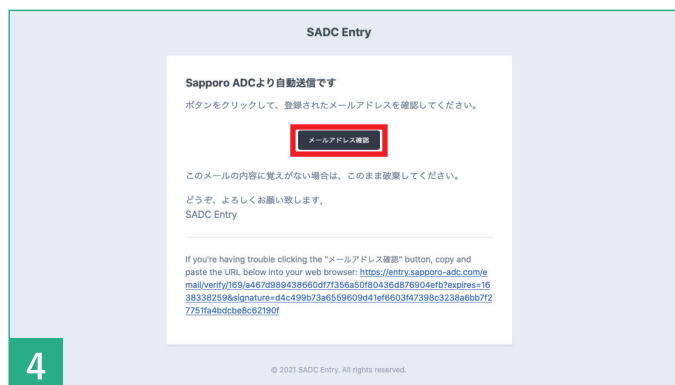 SADC Entry
Sapporo ADCより自動送信です
ボタンをクリックして、登録されたメールアドレスを確認してください。
メールアドレス確認
このメールの内容に覚えがない場合は、このまま破棄してください。
どうぞ、よろしくお願い致します,
SADC Entry
If you're having trouble clicking the "メールアドレス確認" button, copy and
paste the URL below into your web browser: https://entry.sapporo-adc.com/e
mail/verify/169/a467d989438660df7f356a50f80436d876904efb?expires=16
38338259&signature=d4c499b73a6559609d41ef6603f47398c3238a6bb7f2
7751fa4bdcbe8c62190f
4
© 2021 SADC Entry. All rights reserved.